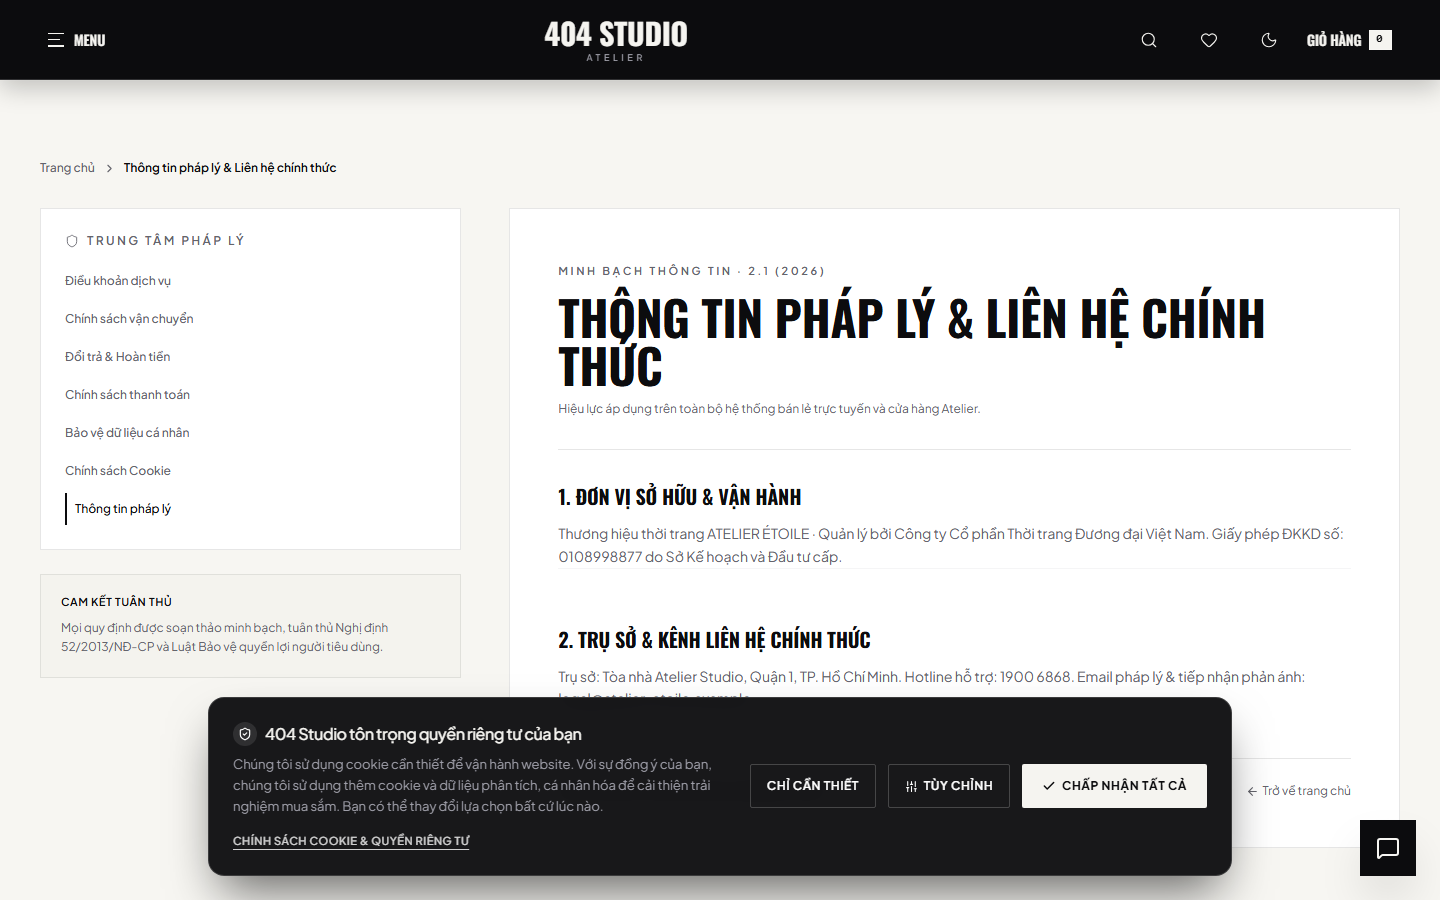 MENU
404 STUDIO
ATELIER
GIỎ HÀNG 0
Trang chủ > Thông tin pháp lý & Liên hệ chính thức
TRUNG TÂM PHÁP LÝ
Điều khoản dịch vụ
Chính sách vận chuyển
Đổi trả & Hoàn tiền
Chính sách thanh toán
Bảo vệ dữ liệu cá nhân
Chính sách Cookie
Thông tin pháp lý
CAM KẾT TUÂN THỦ
Mọi quy định được soạn thảo minh bạch, tuân thủ Nghị định
52/2013/NĐ-CP và Luật Bảo vệ quyền lợi người tiêu dùng.
MINH BẠCH THÔNG TIN · 2.1 (2026)
THÔNG TIN PHÁP LÝ & LIÊN HỆ CHÍNH
THỨC
Hiệu lực áp dụng trên toàn bộ hệ thống bán lẻ trực tuyến và cửa hàng Atelier.
1. ĐƠN VỊ SỞ HỮU & VẬN HÀNH
Thương hiệu thời trang ATELIER ÉTOILE · Quản lý bởi Công ty Cổ phần Thời trang Đương đại Việt Nam. Giấy phép ĐKKD số:
0108998877 do Sở Kế hoạch và Đầu tư cấp.
2. TRỤ SỞ & KÊNH LIÊN HỆ CHÍNH THỨC
Trụ sở: Tòa nhà Atelier Studio, Quận 1, TP. Hồ Chí Minh. Hotline hỗ trợ: 1900 6868. Email pháp lý & tiếp nhận phản ánh:
← Trở về trang chủ
404 Studio tôn trọng quyền riêng tư của bạn
Chúng tôi sử dụng cookie cần thiết để vận hành website. Với sự đồng ý của bạn,
chúng tôi sử dụng thêm cookie và dữ liệu phân tích, cá nhân hóa để cải thiện trải
nghiệm mua sắm. Bạn có thể thay đổi lựa chọn bất cứ lúc nào.
CHÍNH SÁCH COOKIE & QUYỀN RIÊNG TƯ
CHỈ CẦN THIẾT
TÙY CHỈNH
CHẤP NHẬN TẤT CẢ